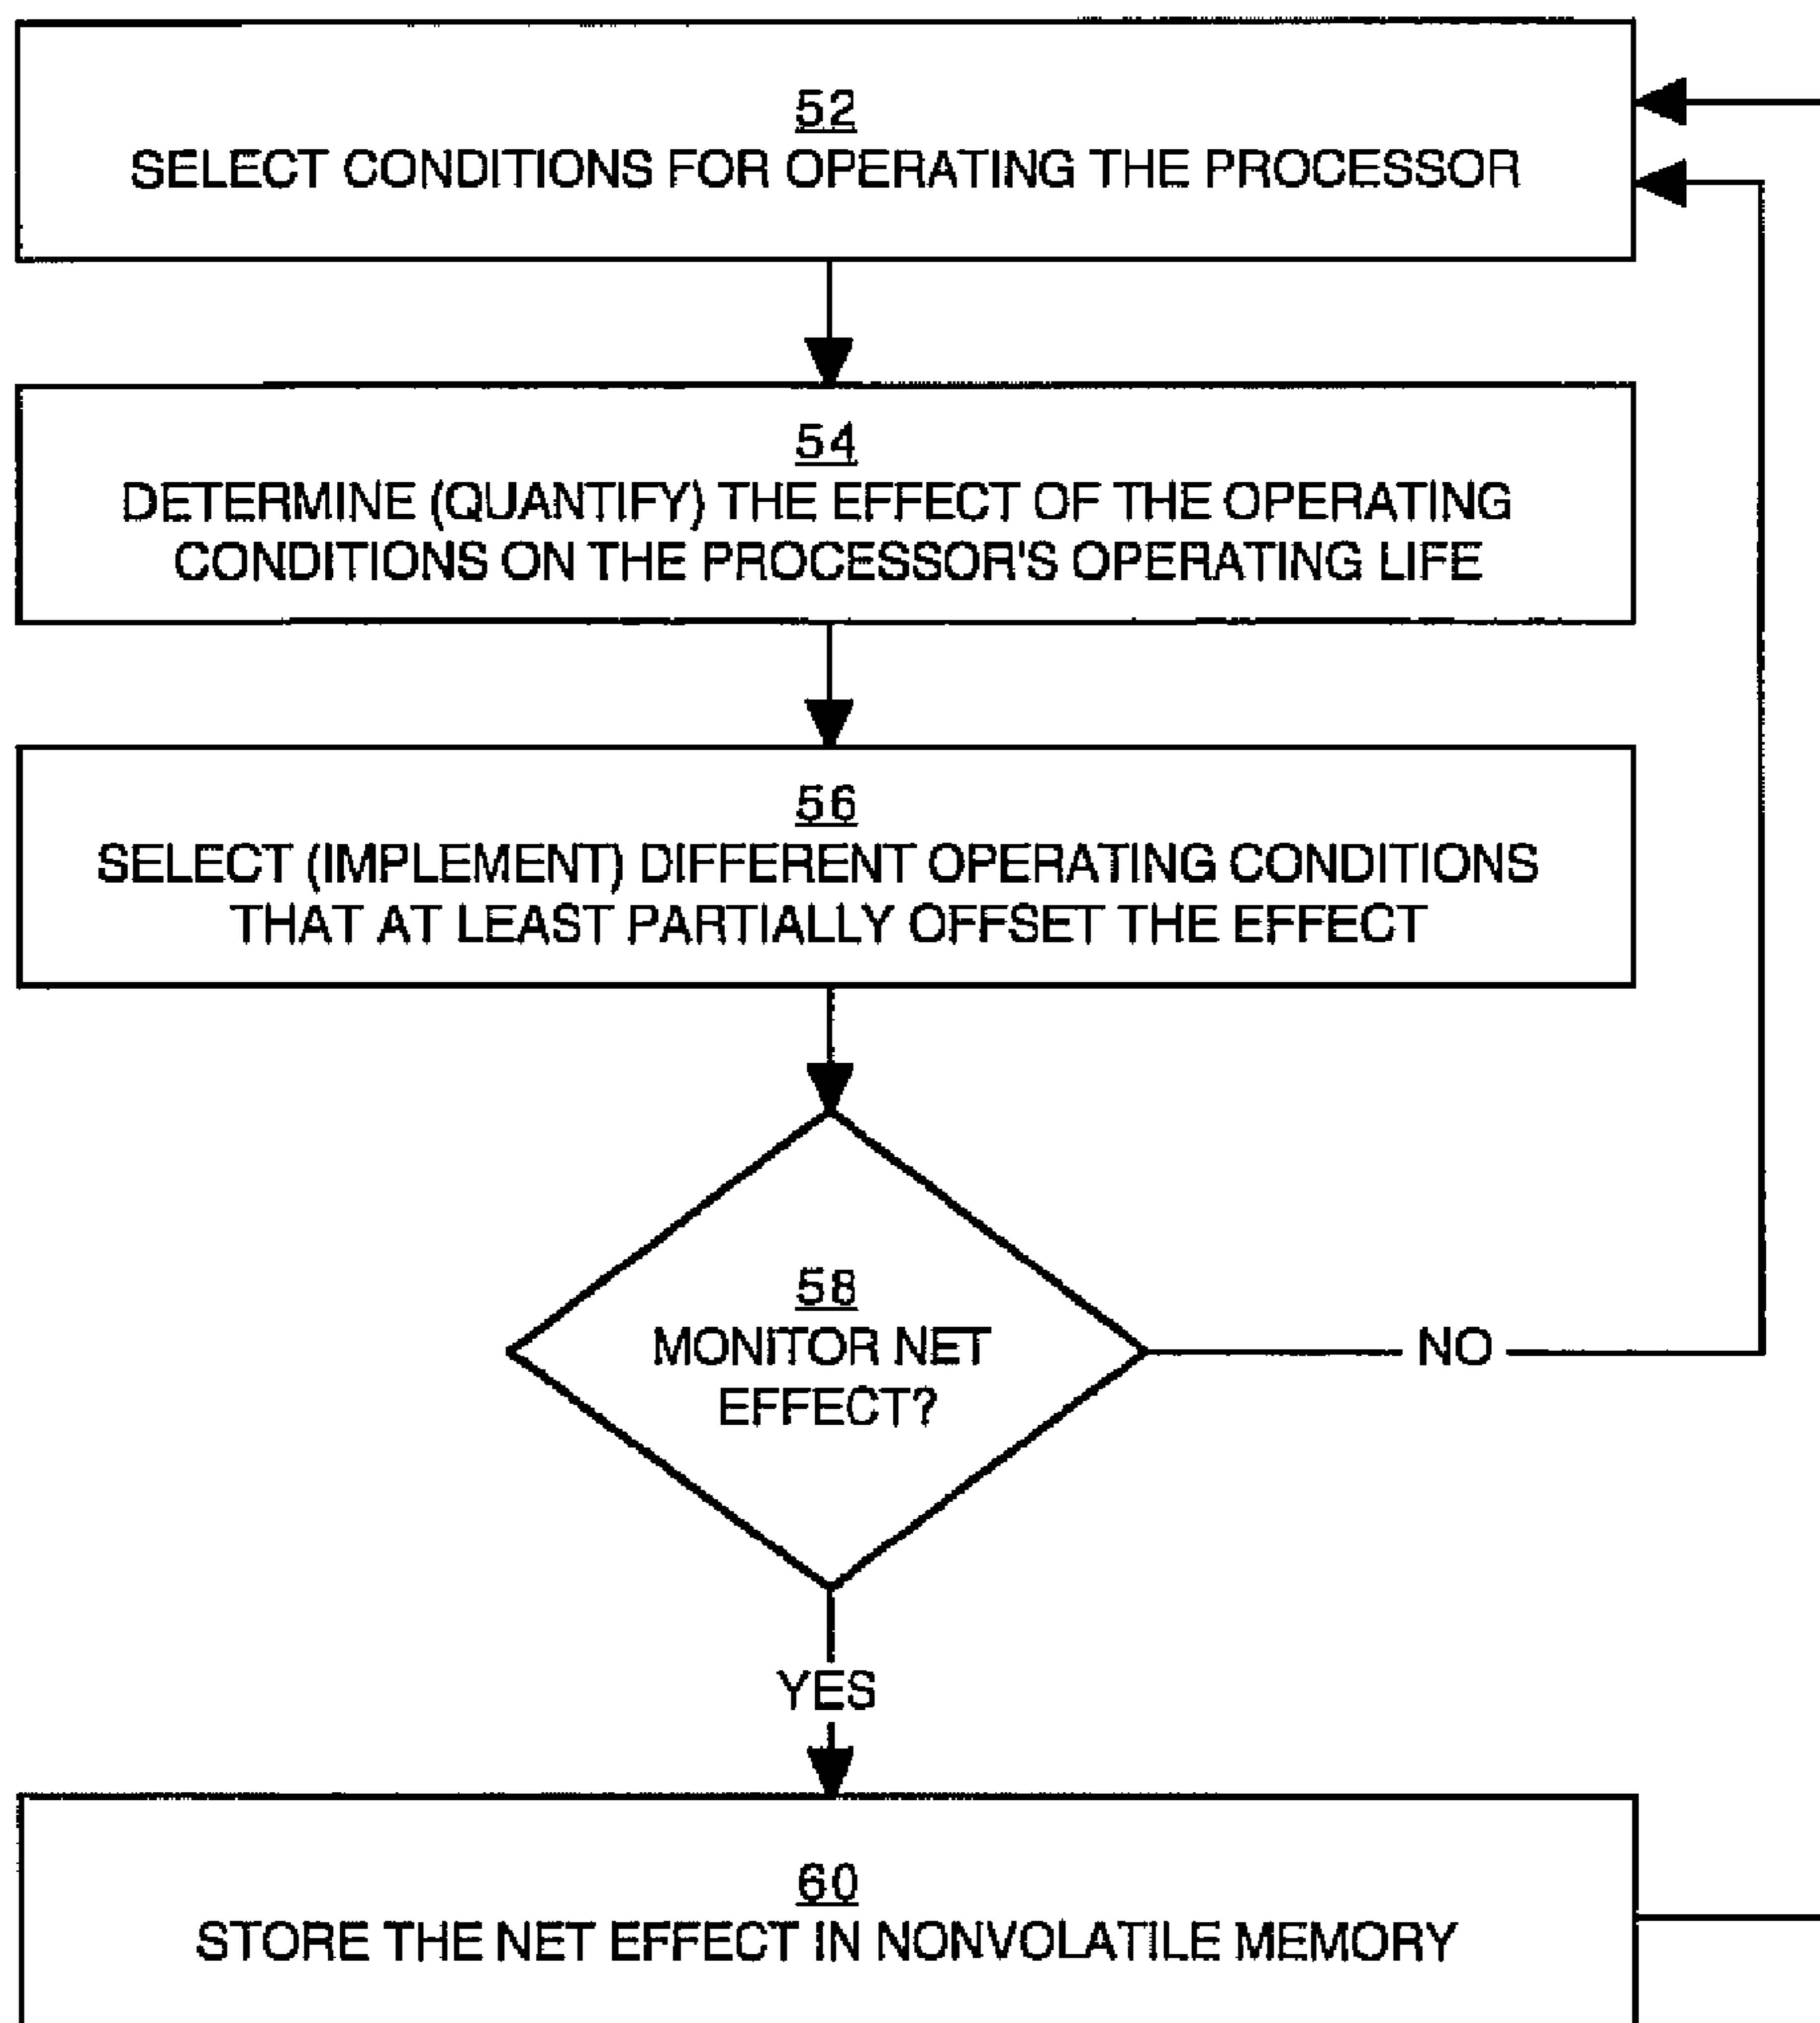 52
SELECT CONDITIONS FOR OPERATING THE PROCESSOR
54
DETERMINE (QUANTIFY) THE EFFECT OF THE OPERATING
CONDITIONS ON THE PROCESSOR'S OPERATING LIFE
56
SELECT (IMPLEMENT) DIFFERENT OPERATING CONDITIONS
THAT AT LEAST PARTIALLY OFFSET THE EFFECT
58
MONITOR NET
EFFECT?
NO
YES
60
STORE THE NET EFFECT IN NONVOLATILE MEMORY